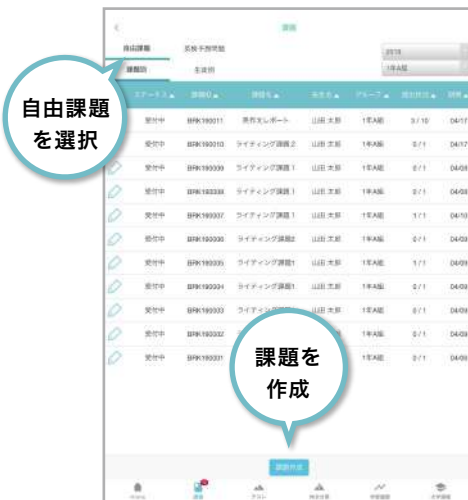 課題
自由課題 英検予想問題
2018
課題別 生徒別
1年A組
自由課題
を選択
ステータス▲ 課題ID▲ 課題名▲ 先生名▲ グループ▲ 提出状況▲
受付中 BRK190011 英作文レポート 山田 太郎 1年A組 3 / 10 04/17
受付中 BRK190010 ライティング課題 2 山田 太郎 1年A組 0 / 1 04/17
受付中 BRK190009 ライティング課題 1 山田 太郎 1年A組 0 / 1 04/09
受付中 BRK190008 ライティング課題 1 山田 太郎 1年A組 0 / 1 04/09
受付中 BRK190007 ライティング課題 1 山田 太郎 1年A組 1 / 1 04/10
受付中 BRK190006 ライティング課題2 山田 太郎 1年A組 0 / 1 04/09
受付中 BRK190005 ライティング課題1 山田 太郎 1年A組 1 / 1 04/09
受付中 BRK190004 ライティング課題1 山田 太郎 1年A組 0 / 1 04/09
受付中 BRK190003 山田 太郎 1年A組 0 / 1 04/09
受付中 BRK190002 1年A組 0 / 1 04/09
受付中 BRK190001 1年A組 0 / 1 04/09
課題を
作成
課題作成
課題